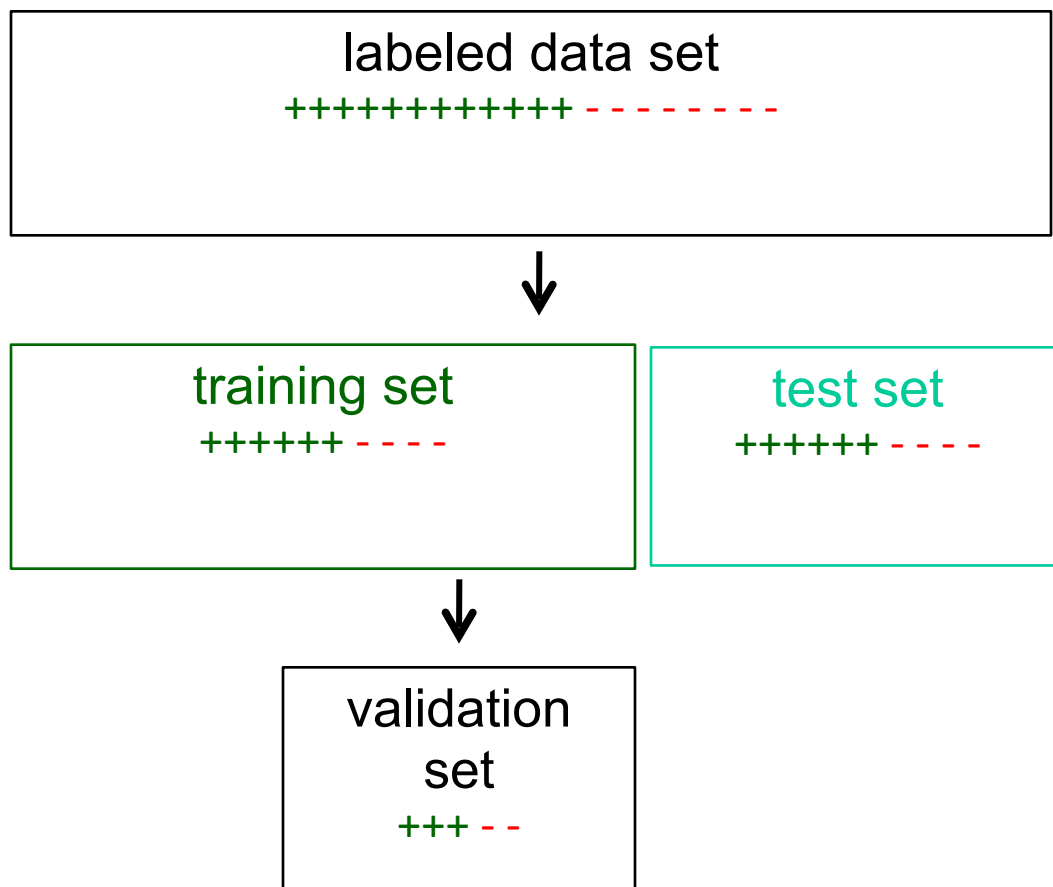 labeled data set
++++++++++++ - - - - - - - -
training set
++++++ - - - -
test set
++++++ - - - -
validation
set
+++ - -